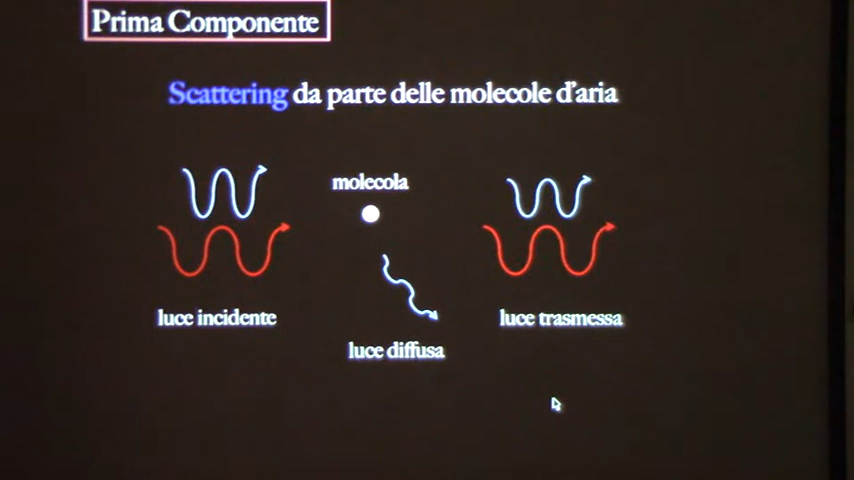 Prima Componente
Scattering da parte delle molecole d'aria
molecola
luce incidente
luce trasmessa
luce diffusa